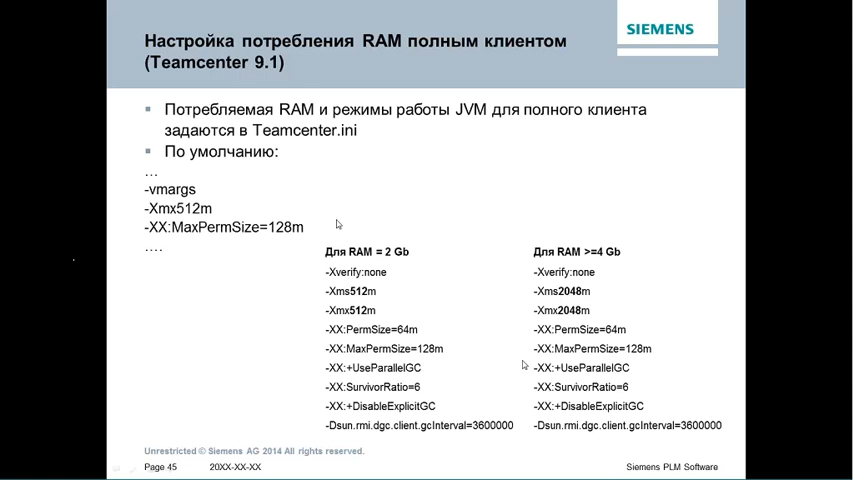 Настройка потребления RAM полным клиентом
(Teamcenter 9.1)
SIEMENS
Потребляемая RAM и режимы работы JVM для полного клиента
задаются в Teamcenter.ini
По умолчанию:
…
-vmargs
-Xmx512m
-XX:MaxPermSize=128m
….
Для RAM = 2 Gb
-Xverify:none
-Xms512m
-Xmx512m
-XX:PermSize=64m
-XX:MaxPermSize=128m
-XX:+UseParallelGC
-XX:SurvivorRatio=6
-XX:+DisableExplicitGC
-Dsun.rmi.dgc.client.gcInterval=3600000
Для RAM >=4 Gb
-Xverify:none
-Xms2048m
-Xmx2048m
-XX:PermSize=64m
-XX:MaxPermSize=128m
-XX:+UseParallelGC
-XX:SurvivorRatio=6
-XX:+DisableExplicitGC
-Dsun.rmi.dgc.client.gcInterval=3600000
Unrestricted © Siemens AG 2014 All rights reserved.
Page 45 20XX-XX-XX Siemens PLM Software